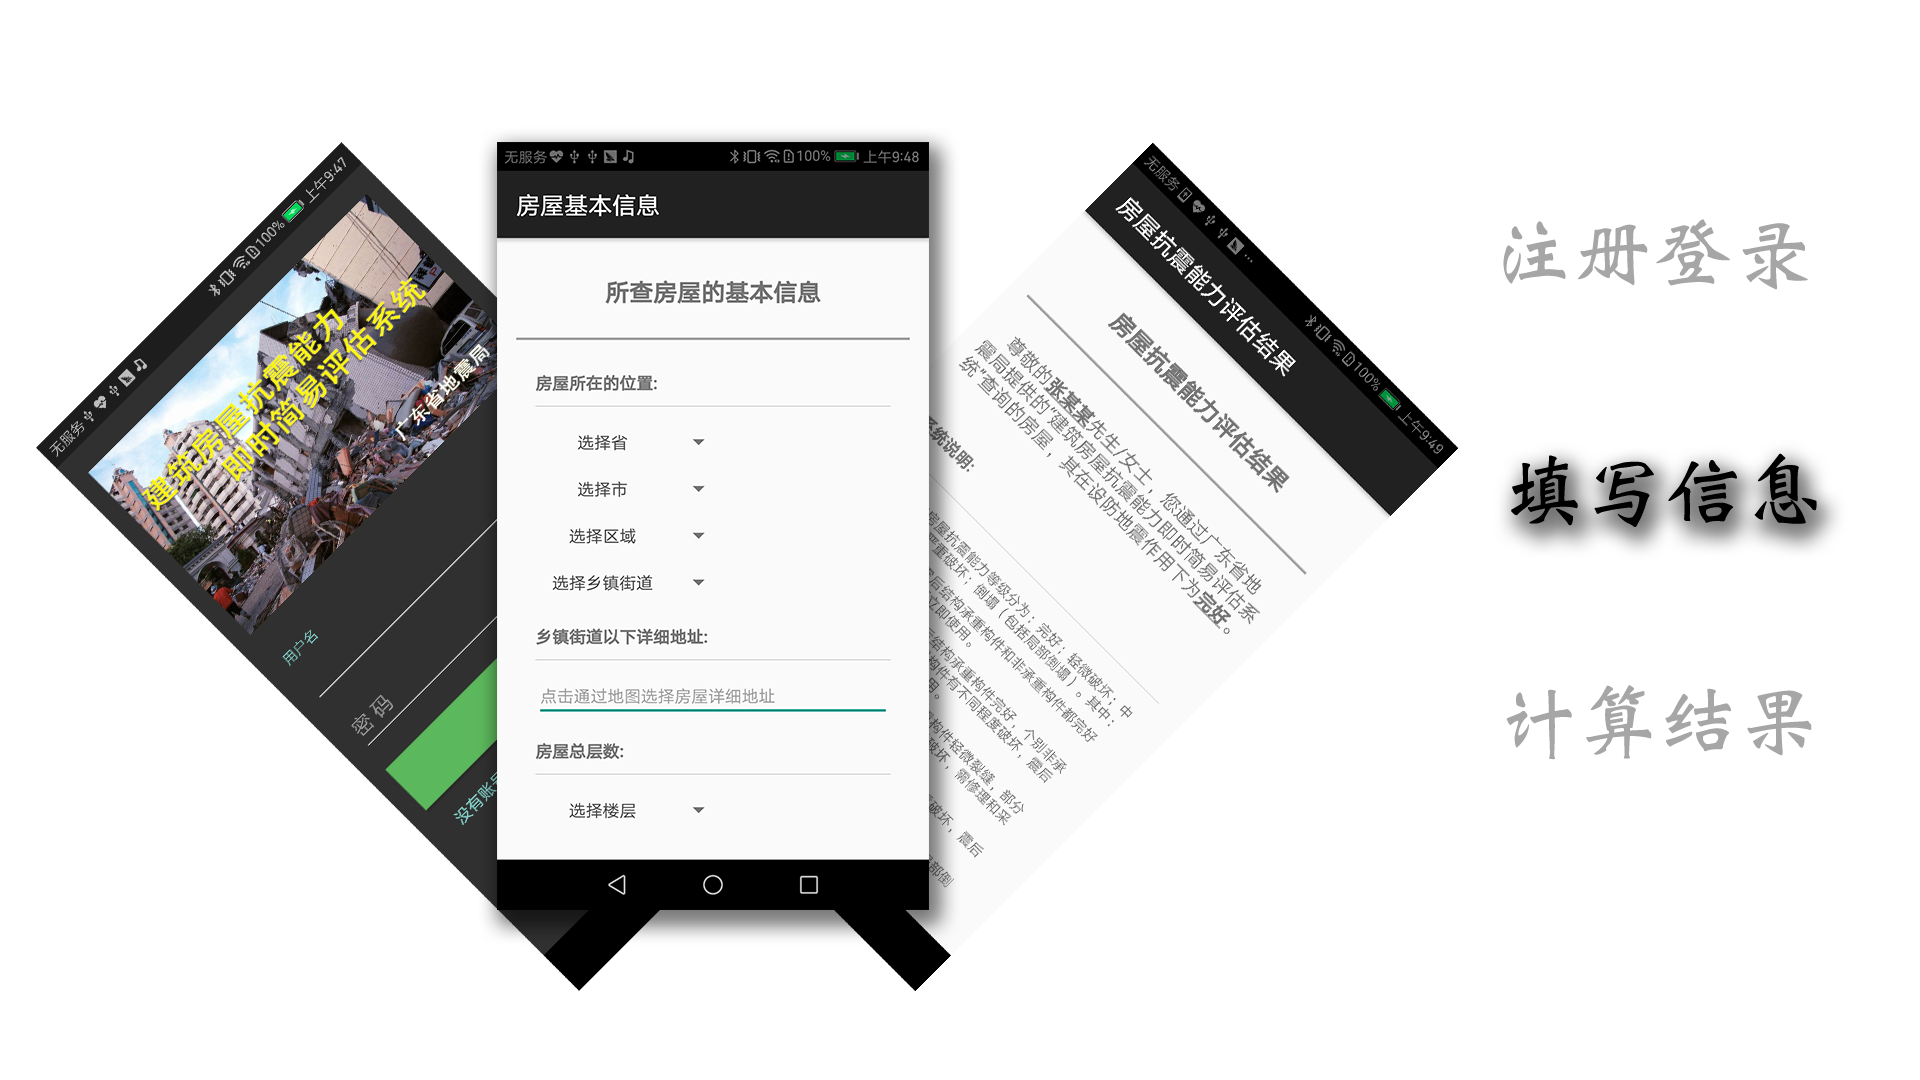 无服务
100%
上午9:47
建筑房屋抗震能力
即时简易评估系统
广东省地震局
用户名
密码
没有账号
无服务
100%
上午9:48
房屋基本信息
所查房屋的基本信息
房屋所在的位置:
选择省
选择市
选择区域
选择乡镇街道
乡镇街道以下详细地址:
点击通过地图选择房屋详细地址
房屋总层数:
选择楼层
无服务
...
100%
上午9:49
房屋抗震能力评估结果
房屋抗震能力评估结果
尊敬的张某某先生/女士，您通过广东省地
震局提供的“建筑房屋抗震能力即时简易评估系
统”查询的房屋，其在设防地震作用下为完好。
系统说明:
房屋抗震能力等级分为：完好；轻微破坏；中
严重破坏；倒塌（包括局部倒塌）。其中：
震后结构承重构件和非承重构件都完好
立即使用。
结构承重构件完好，个别非承
构件有不同程度破坏，震后
用。
构件轻微裂缝，部分
破坏，需修理和采
破坏，震后
部倒
注册登录
填写信息
计算结果